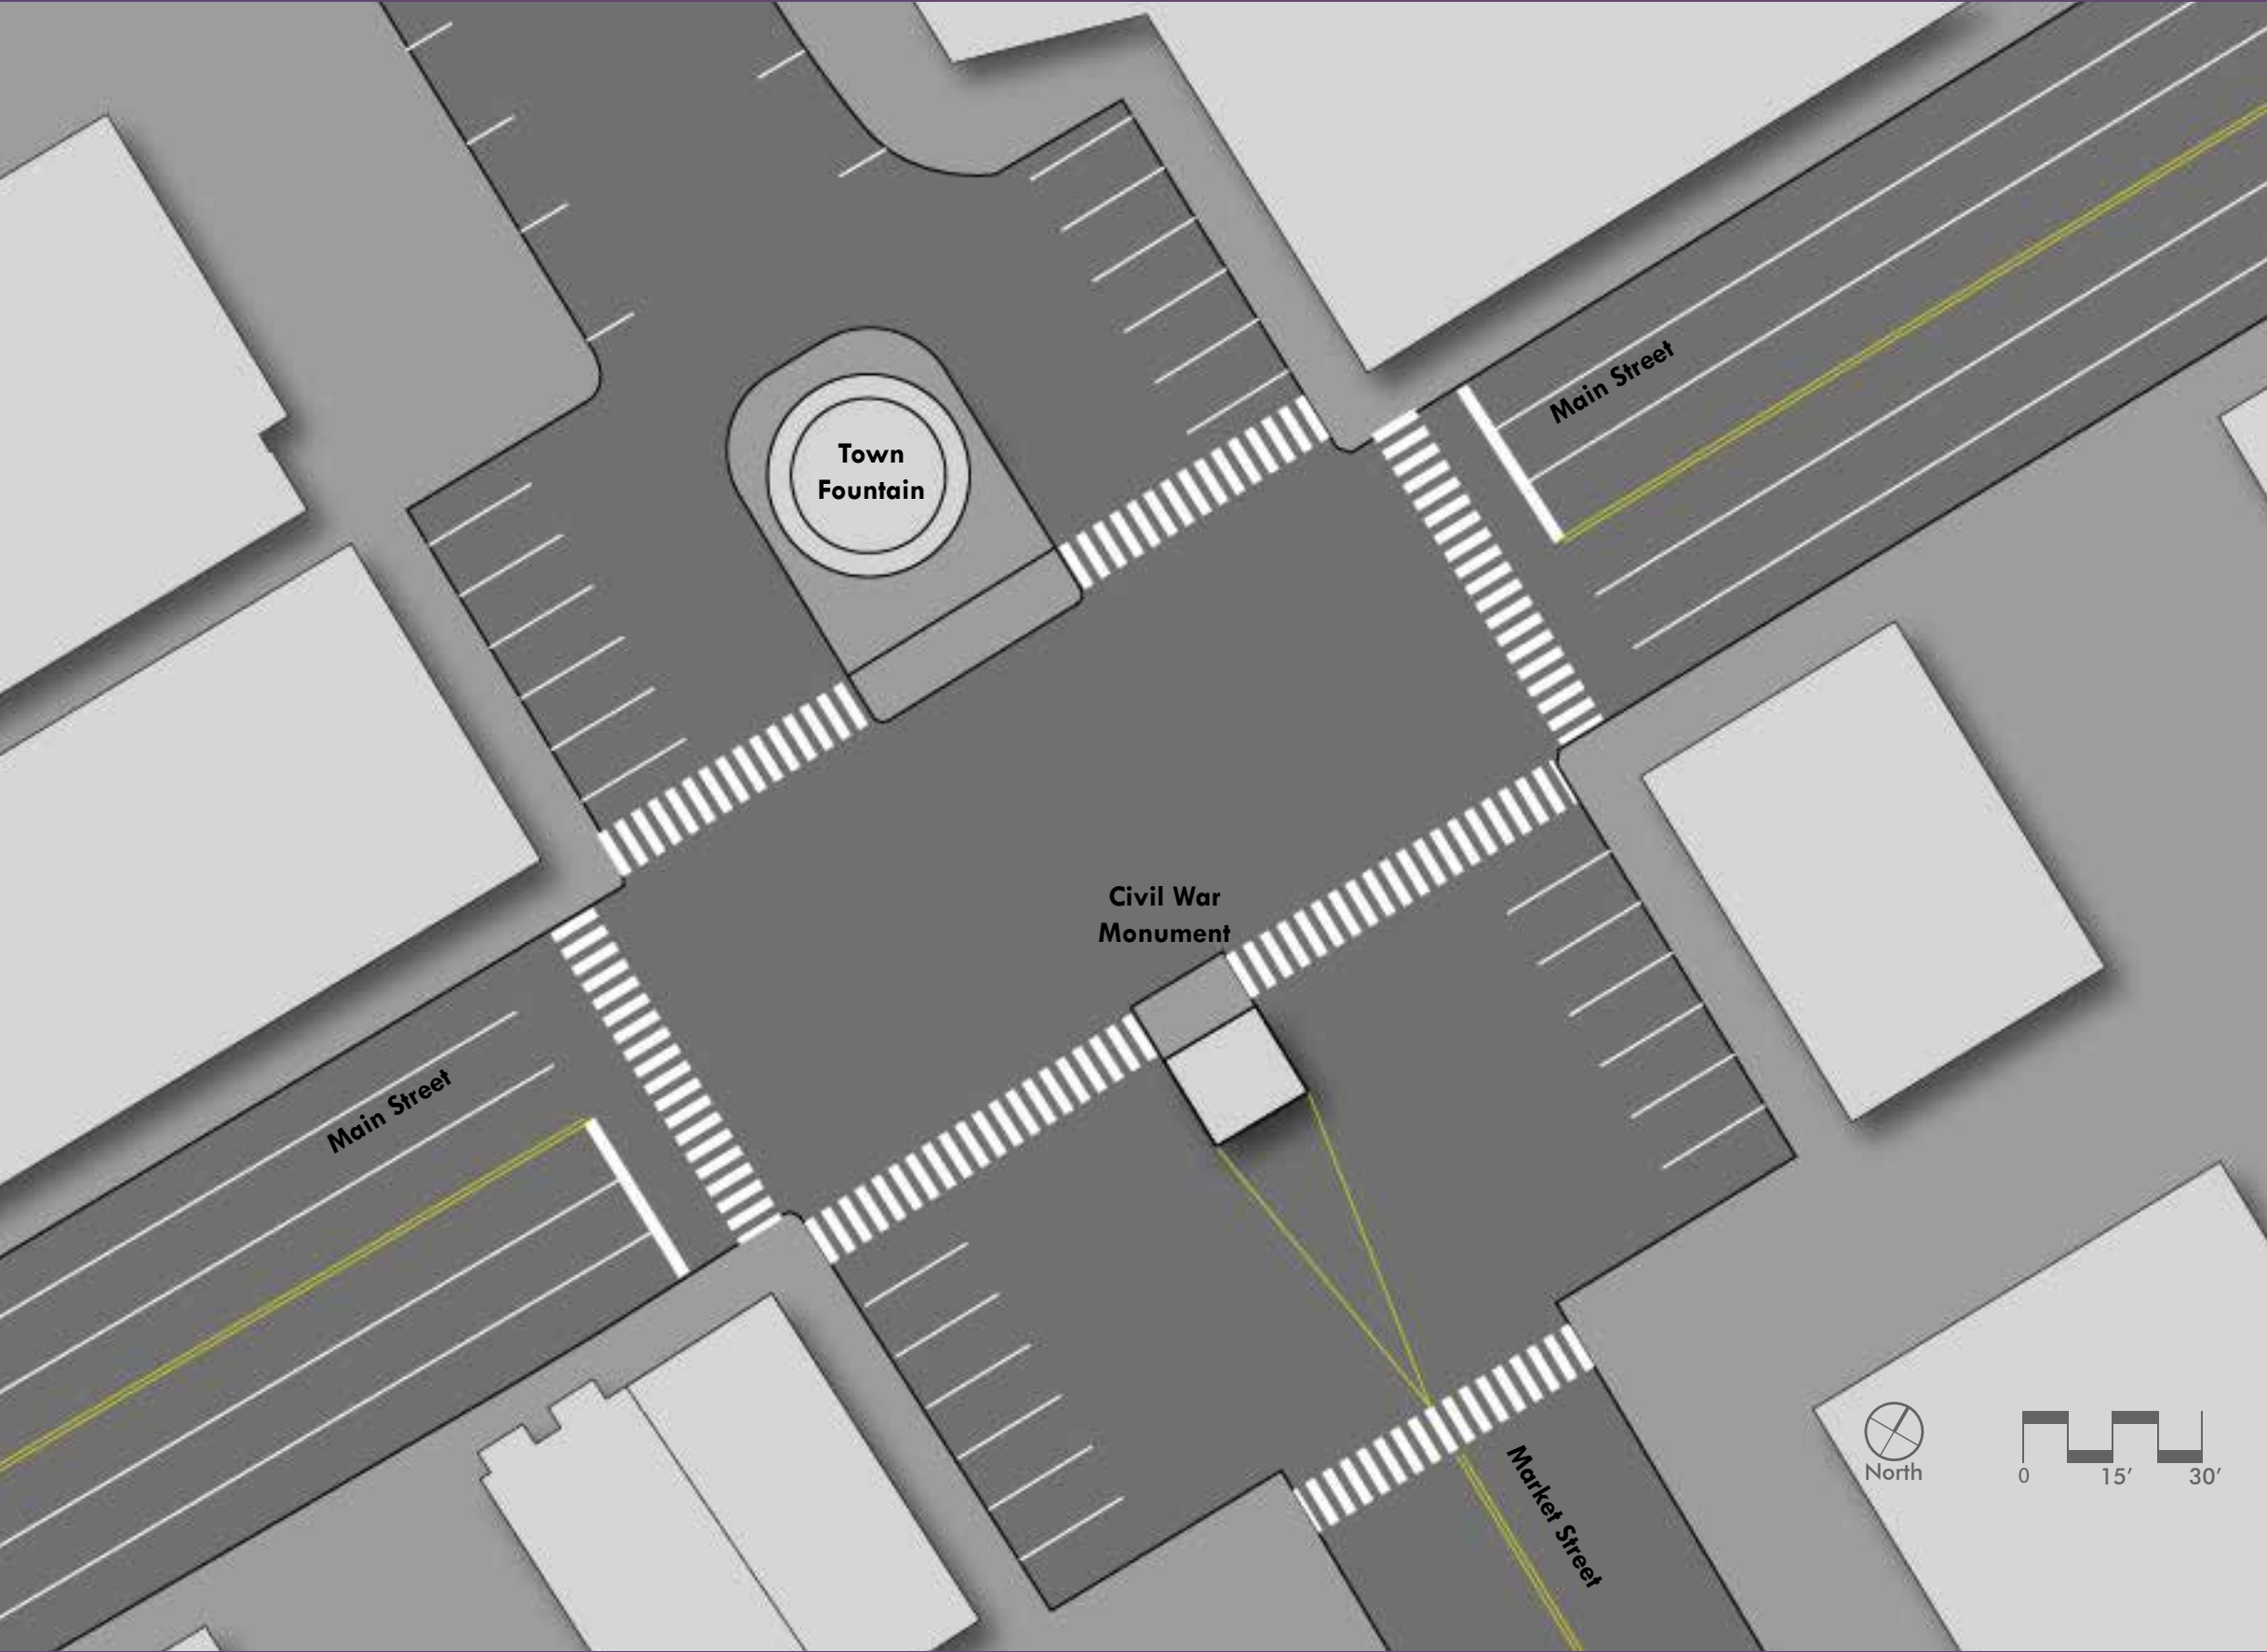 Main Street
Town
Fountain
Civil War
Monument
Main Street
Market Street
North
0 15′ 30′